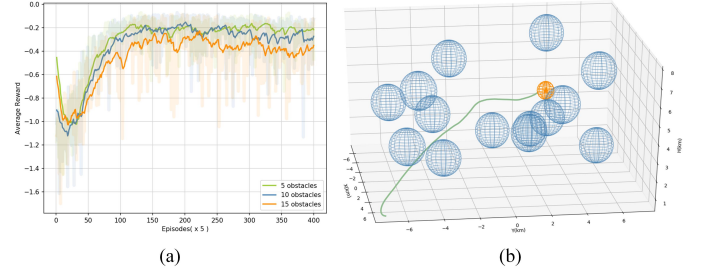 0.0
−0.2
−0.4
−0.6
−0.8
−1.0
−1.2
−1.4
−1.6
Average Reward
0 50 100 150 200 250 300 350 400
Episodes( x 5 )
5 obstacles
10 obstacles
15 obstacles
(a)
8
7
6
5
4
3
2
1
H(km)
−6
−4
−2
0
2
4
6
X(km)
−6 −4 −2 0 2 4 6
Y(km)
(b)